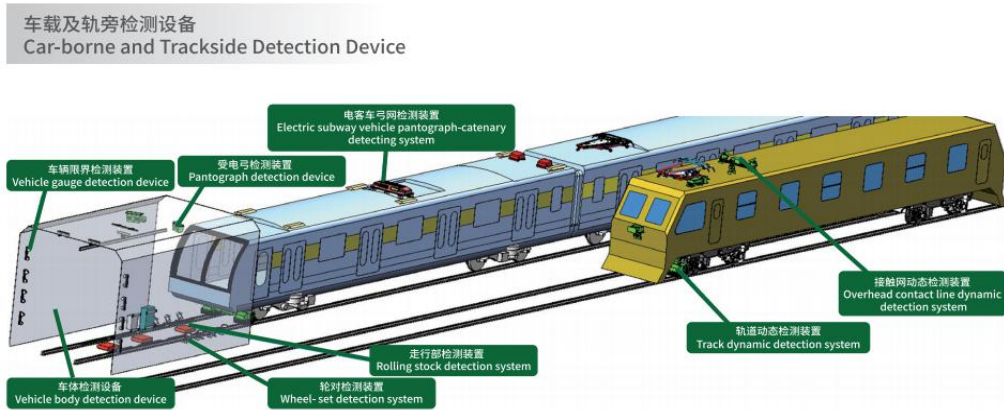 车载及轨旁检测设备
Car-borne and Trackside Detection Device
电客车弓网检测装置
Electric subway vehicle pantograph-catenary
detecting system
车辆限界检测装置
Vehicle gauge detection device
受电弓检测装置
Pantograph detection device
接触网动态检测装置
Overhead contact line dynamic
detection system
轨道动态检测装置
Track dynamic detection system
走行部检测装置
Rolling stock detection system
车体检测设备
Vehicle body detection device
轮对检测装置
Wheel- set detection system